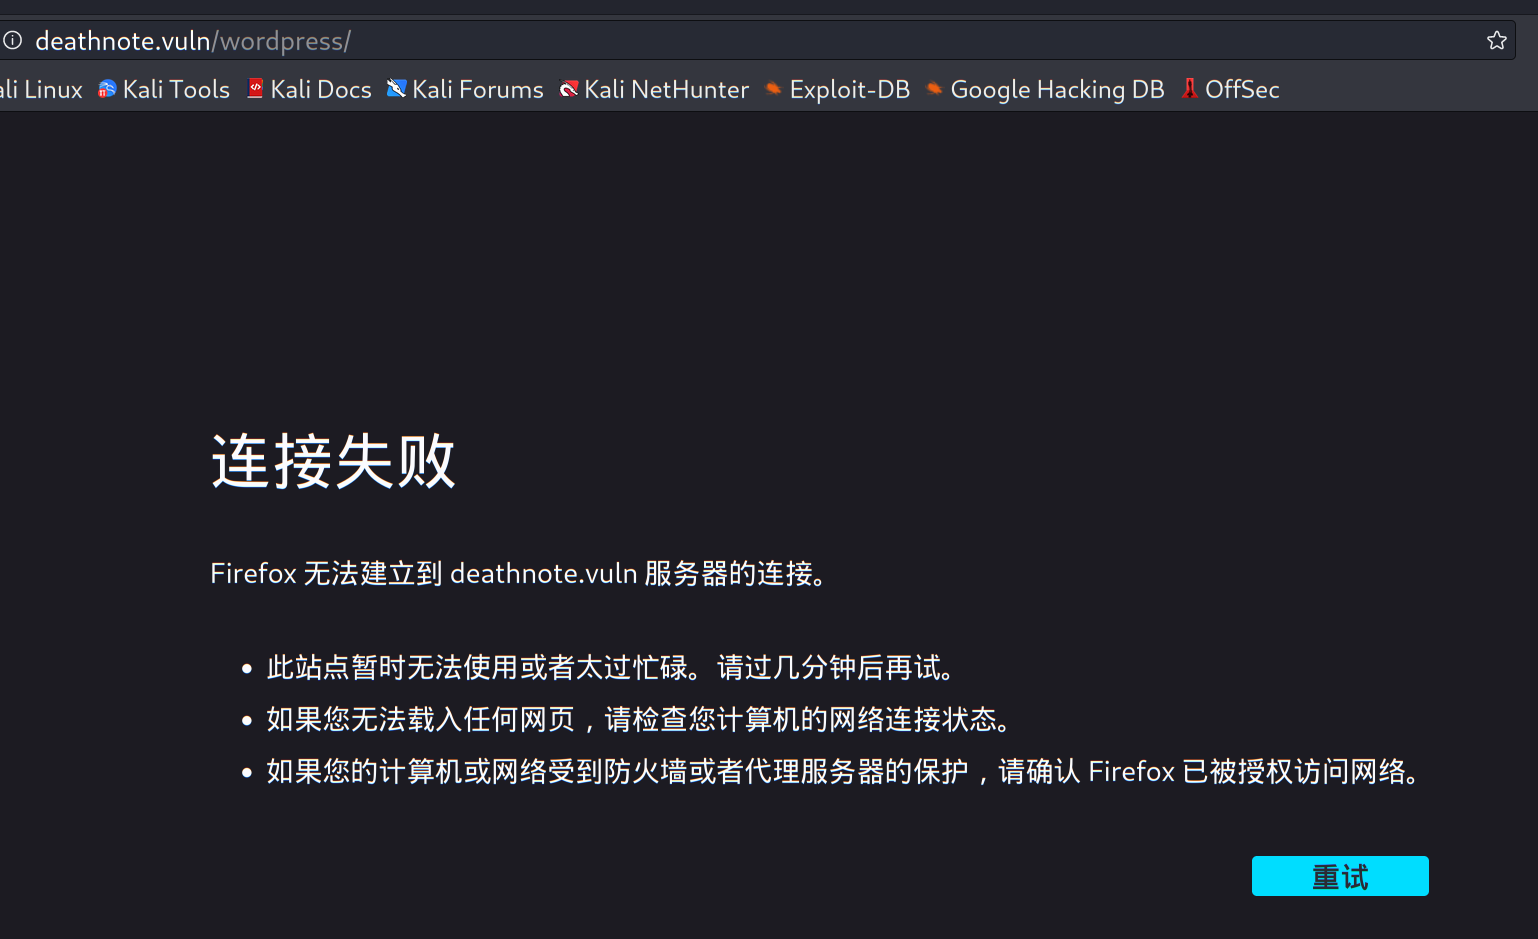 deathnote.vuln/wordpress/
ali Linux Kali Tools Kali Docs Kali Forums Kali NetHunter Exploit-DB Google Hacking DB OffSec
连接失败
Firefox 无法建立到 deathnote.vuln 服务器的连接。
• 此站点暂时无法使用或者太过忙碌。请过几分钟后再试。
• 如果您无法载入任何网页，请检查您计算机的网络连接状态。
• 如果您的计算机或网络受到防火墙或者代理服务器的保护，请确认 Firefox 已被授权访问网络。
重试